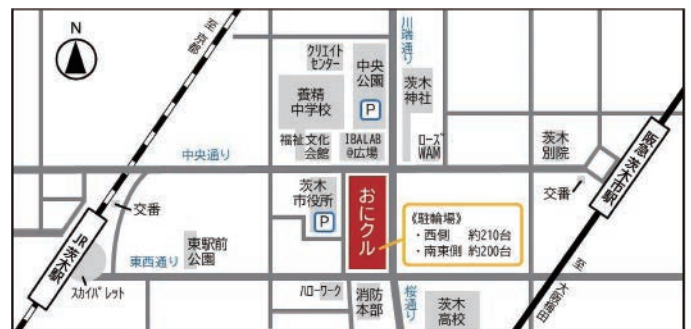 N
至京都
クリエイト
センター
中央
公園
P
川端通り
養精
中学校
茨木
神社
福祉文化
会館
IBALAB
@広場
ローズ
WAM
茨木
別院
阪急茨木市駅
中央通り
交番
茨木
市役所
P
おにクル
《駐輪場》
・西側 約210台
・南東側 約200台
交番
JR茨木駅
東西通り
東駅前
公園
スカイパレット
ハローワーク
消防
本部
桜通り
茨木
高校
至大阪梅田